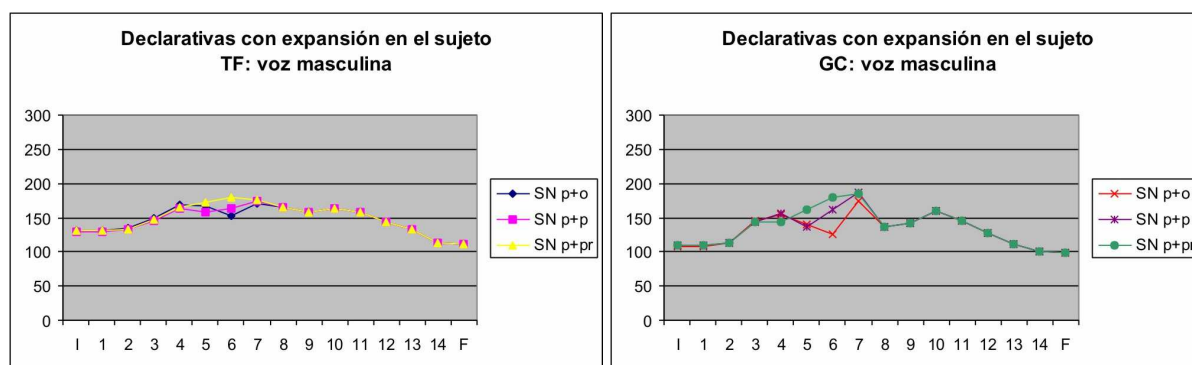 Declarativas con expansión en el sujeto
TF: voz masculina
300
250
200
150
100
50
0
I 1 2 3 4 5 6 7 8 9 10 11 12 13 14 F
SN p+o
SN p+p
SN p+pr
Declarativas con expansión en el sujeto
GC: voz masculina
300
250
200
150
100
50
0
I 1 2 3 4 5 6 7 8 9 10 11 12 13 14 F
SN p+o
SN p+p
SN p+pr